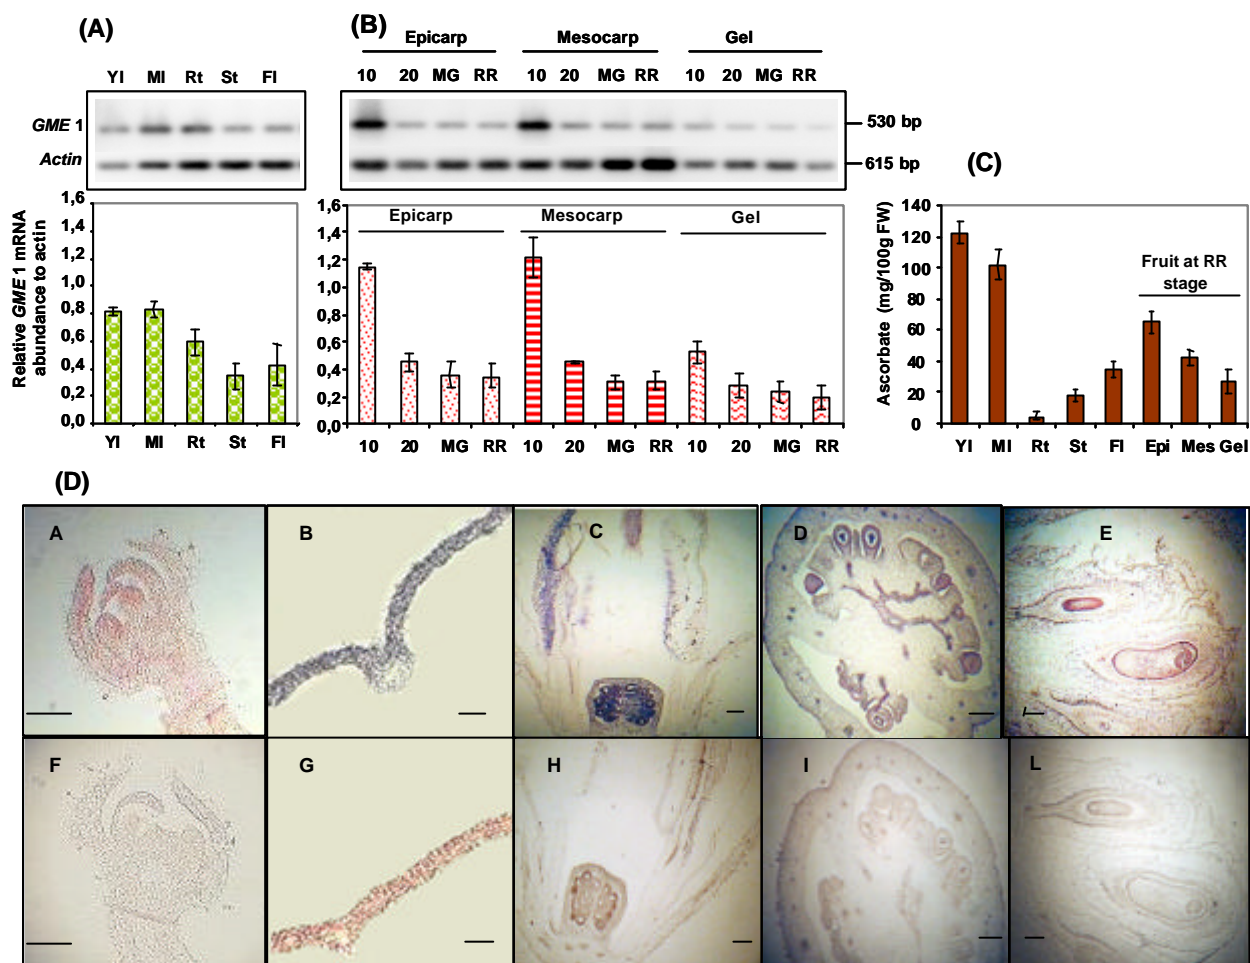 (A)
(B)
Epicarp Mesocarp Gel
Yl Ml Rt St Fl
10 20 MG RR 10 20 MG RR 10 20 MG RR
GME 1
530 bp
Actin
615 bp
(C)
Relative GME 1 mRNA
abundance to actin
1,6
1,4
1,2
1,0
0,8
0,6
0,4
0,2
0,0
Yl Ml Rt St Fl
1,6
1,4
1,2
1,0
0,8
0,6
0,4
0,2
0,0
Epicarp Mesocarp Gel
10 20 MG RR 10 20 MG RR 10 20 MG RR
Ascorbate (mg/100g FW)
140
120
100
80
60
40
20
0
Fruit at RR
stage
Yl Ml Rt St Fl Epi Mes Gel
(D)
A B C D E
F G H I L